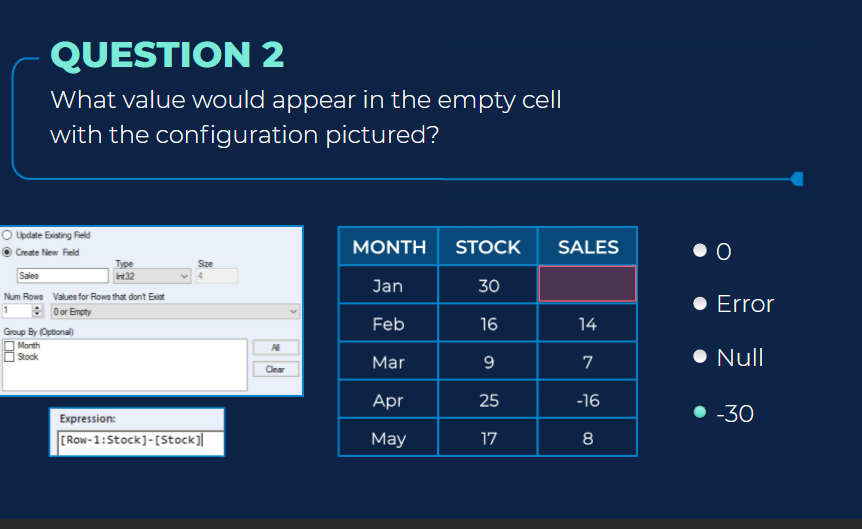 QUESTION 2
What value would appear in the empty cell
with the configuration pictured?
Update Existing Field
Create New Field
Type Size
Sales Int32 4
Num Rows Values for Rows that don't Exist
1 0 or Empty
Group By (Optional)
Month
Stock
All
Clear
Expression:
[Row-1:Stock]-[Stock]
MONTH STOCK SALES
Jan 30
Feb 16 14
Mar 9 7
Apr 25 -16
May 17 8
0
Error
Null
-30